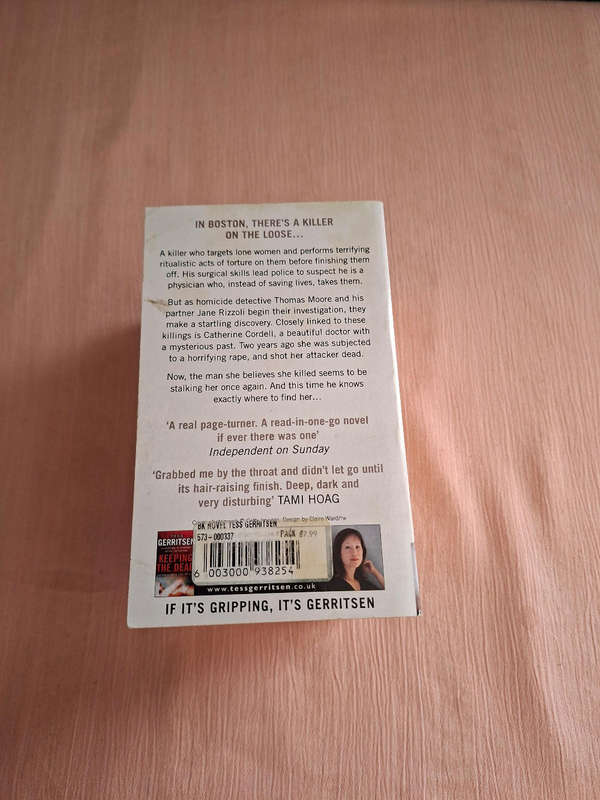 IN BOSTON, THERE'S A KILLER
ON THE LOOSE...
A killer who targets lone women and performs terrifying
ritualistic acts of torture on them before finishing them
off. His surgical skills lead police to suspect he is a
physician who, instead of saving lives, takes them.
But as homicide detective Thomas Moore and his
partner Jane Rizzoli begin their investigation, they
make a startling discovery. Closely linked to these
killings is Catherine Cordell, a beautiful doctor with
a mysterious past. Two years ago she was subjected
to a horrifying rape, and shot her attacker dead.
Now, the man she believes she killed seems to be
stalking her once again. And this time he knows
exactly where to find her...
'A real page-turner. A read-in-one-go novel
if ever there was one'
Independent on Sunday
'Grabbed me by the throat and didn't let go until
its hair-raising finish. Deep, dark and
very disturbing' TAMI HOAG
Design by Claire Ward/
BK NOVEL TESS GERRITSEN
573-000337
PACK
7.99
GERRITSEN
KEEPING
THE DEAD
6 003000 938254
www.tessgerritsen.co.uk
IF IT'S GRIPPING, IT'S GERRITSEN